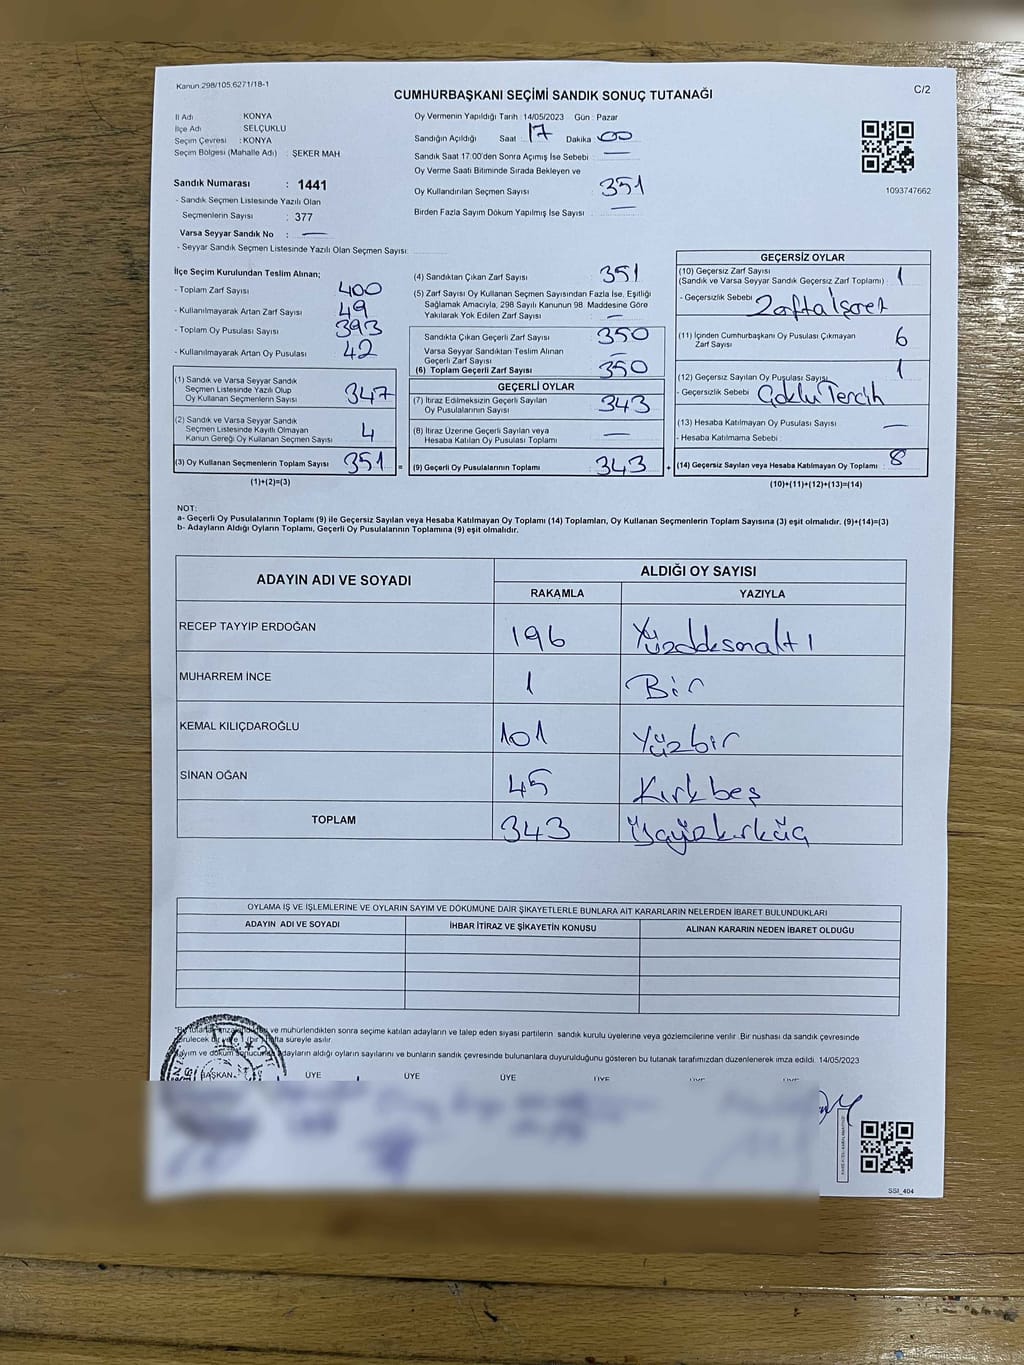 Kanun 298/105,6271/18-1
C/2
CUMHURBAŞKANI SEÇİMİ SANDIK SONUÇ TUTANAĞI
İl Adı : KONYA
İlçe Adı : SELÇUKLU
Seçim Çevresi : KONYA
Seçim Bölgesi (Mahalle Adı) : ŞEKER MAH
Sandık Numarası : 1441
- Sandık Seçmen Listesinde Yazılı Olan
Seçmenlerin Sayısı : 377
Varsa Seyyar Sandık No : —
- Seyyar Sandık Seçmen Listesinde Yazılı Olan Seçmen Sayısı
Oy Vermenin Yapıldığı Tarih : 14/05/2023 Gün : Pazar
Sandığın Açıldığı Saat 17 Dakika 00
Sandık Saat 17:00'den Sonra Açımış İse Sebebi —
Oy Verme Saati Bitiminde Sırada Bekleyen ve
Oy Kullandırılan Seçmen Sayısı 351
Birden Fazla Sayım Döküm Yapılmış İse Sayısı —
1093747662
İlçe Seçim Kurulundan Teslim Alınan;
- Toplam Zarf Sayısı 400
- Kullanılmayarak Artan Zarf Sayısı 49
- Toplam Oy Pusulası Sayısı 393
- Kullanılmayarak Artan Oy Pusulası 42
(1) Sandık ve Varsa Seyyar Sandık
Seçmen Listesinde Yazılı Olup
Oy Kullanan Seçmenlerin Sayısı 347
(2) Sandık ve Varsa Seyyar Sandık
Seçmen Listesinde Kayıtlı Olmayan
Kanun Gereği Oy Kullanan Seçmen Sayısı 4
(3) Oy Kullanan Seçmenlerin Toplam Sayısı 351 =
(1)+(2)=(3)
(4) Sandıktan Çıkan Zarf Sayısı 351
(5) Zarf Sayısı Oy Kullanan Seçmen Sayısından Fazla İse, Eşitliği
Sağlamak Amacıyla, 298 Sayılı Kanunun 98. Maddesine Göre
Yakılarak Yok Edilen Zarf Sayısı —
Sandıkta Çıkan Geçerli Zarf Sayısı 350
Varsa Seyyar Sandıktan Teslim Alınan
Geçerli Zarf Sayısı —
(6) Toplam Geçerli Zarf Sayısı 350
GEÇERLİ OYLAR
(7) İtiraz Edilmeksizin Geçerli Sayılan
Oy Pusulalarının Sayısı 343
(8) İtiraz Üzerine Geçerli Sayılan veya
Hesaba Katılan Oy Pusulası Toplamı —
(9) Geçerli Oy Pusulalarının Toplamı 343 +
GEÇERSİZ OYLAR
(10) Geçersiz Zarf Sayısı
(Sandık ve Varsa Seyyar Sandık Geçersiz Zarf Toplamı) 1
- Geçersizlik Sebebi Zarfta İşaret
(11) İçinden Cumhurbaşkanı Oy Pusulası Çıkmayan
Zarf Sayısı 6
(12) Geçersiz Sayılan Oy Pusulası Sayısı 1
- Geçersizlik Sebebi Çoklu Tercih
(13) Hesaba Katılmayan Oy Pusulası Sayısı —
- Hesaba Katılmama Sebebi
(14) Geçersiz Sayılan veya Hesaba Katılmayan Oy Toplamı 8
(10)+(11)+(12)+(13)=(14)
NOT:
a- Geçerli Oy Pusulalarının Toplamı (9) ile Geçersiz Sayılan veya Hesaba Katılmayan Oy Toplamı (14) Toplamları, Oy Kullanan Seçmenlerin Toplam Sayısına (3) eşit olmalıdır. (9)+(14)=(3)
b- Adayların Aldığı Oyların Toplamı, Geçerli Oy Pusulalarının Toplamına (9) eşit olmalıdır.
ADAYIN ADI VE SOYADI
ALDIĞI OY SAYISI
RAKAMLA YAZIYLA
RECEP TAYYİP ERDOĞAN 196 Yüzdoksanaltı
MUHARREM İNCE 1 Bir
KEMAL KILIÇDAROĞLU 101 Yüzbir
SİNAN OĞAN 45 Kırkbeş
TOPLAM 343 Üçyüzkırküç
OYLAMA İŞ VE İŞLEMLERİNE VE OYLARIN SAYIM VE DÖKÜMÜNE DAİR ŞİKAYETLERLE BUNLARA AİT KARARLARIN NELERDEN İBARET BULUNDUKLARI
ADAYIN ADI VE SOYADI İHBAR İTİRAZ VE ŞİKAYETİN KONUSU ALINAN KARARIN NEDEN İBARET OLDUĞU
ve mühürlendikten sonra seçime katılan adayların ve talep eden siyasi partilerin sandık kurulu üyelerine veya gözlemcilerine verilir. Bir nüshası da sandık çevresinde
süreyle asılır.
adayların aldığı oyların sayılarını ve bunların sandık çevresinde bulunanlara duyurulduğunu gösteren bu tutanak tarafımızdan düzenlenerek imza edildi. 14/05/2023
BAŞKAN ÜYE ÜYE ÜYE ÜYE
SSI_404